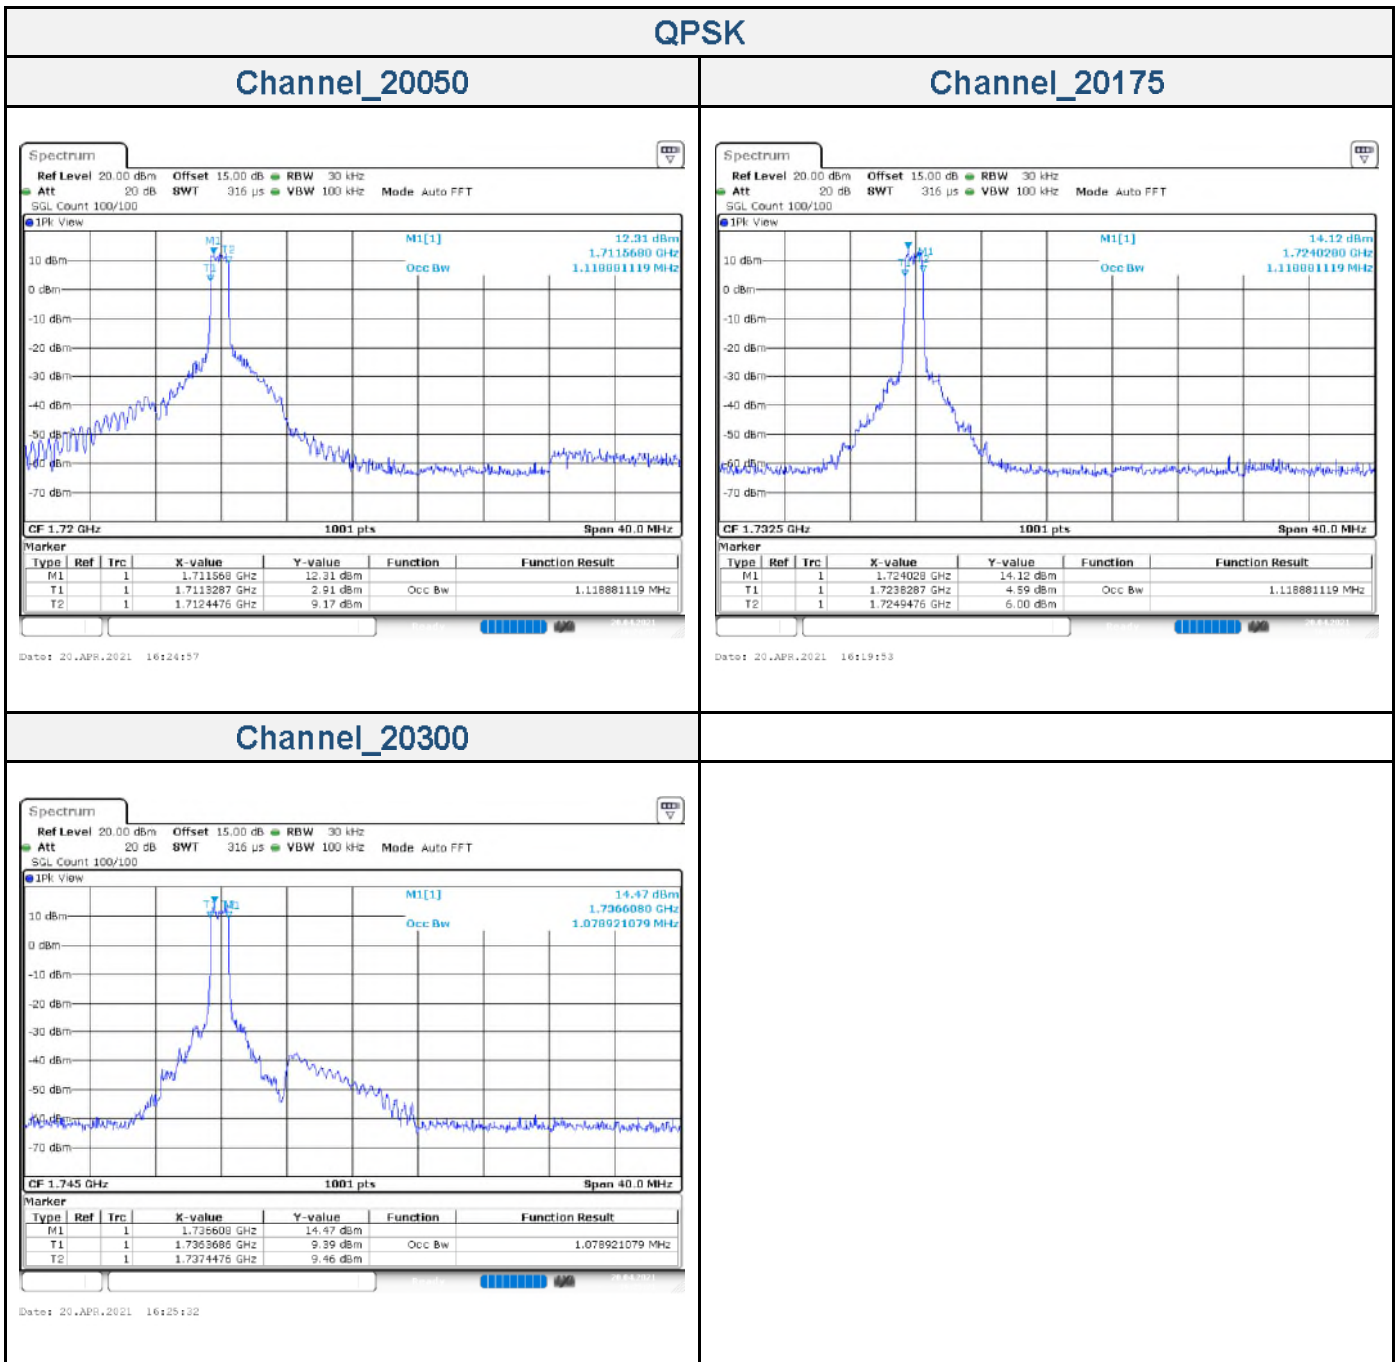 QPSK
Channel_20050
Channel_20175
Spectrum
Ref Level 20.00 dBm Offset 15.00 dB RBW 30 kHz
Att 20 dB SWT 316 µs VBW 100 kHz Mode Auto FFT
SGL Count 100/100
1Pk View
M1[1] 12.31 dBm
1.7115680 GHz
Occ Bw 1.118881119 MHz
M1
T2
T1
10 dBm
0 dBm
-10 dBm
-20 dBm
-30 dBm
-40 dBm
-50 dBm
-60 dBm
-70 dBm
CF 1.72 GHz 1001 pts Span 40.0 MHz
Marker
Type Ref Trc X-value Y-value Function Function Result
M1 1 1.711568 GHz 12.31 dBm
T1 1 1.7113287 GHz 2.91 dBm Occ Bw 1.118881119 MHz
T2 1 1.7124476 GHz 9.17 dBm
Date: 20.APR.2021 16:24:57
Spectrum
Ref Level 20.00 dBm Offset 15.00 dB RBW 30 kHz
Att 20 dB SWT 316 µs VBW 100 kHz Mode Auto FFT
SGL Count 100/100
1Pk View
M1[1] 14.12 dBm
1.7240280 GHz
Occ Bw 1.118881119 MHz
M1
10 dBm
0 dBm
-10 dBm
-20 dBm
-30 dBm
-40 dBm
-50 dBm
-60 dBm
-70 dBm
CF 1.7325 GHz 1001 pts Span 40.0 MHz
Marker
Type Ref Trc X-value Y-value Function Function Result
M1 1 1.724028 GHz 14.12 dBm
T1 1 1.7238287 GHz 4.59 dBm Occ Bw 1.118881119 MHz
T2 1 1.7249476 GHz 6.00 dBm
Date: 20.APR.2021 16:19:53
Channel_20300
Spectrum
Ref Level 20.00 dBm Offset 15.00 dB RBW 30 kHz
Att 20 dB SWT 316 µs VBW 100 kHz Mode Auto FFT
SGL Count 100/100
1Pk View
M1[1] 14.47 dBm
1.7366080 GHz
Occ Bw 1.078921079 MHz
10 dBm
0 dBm
-10 dBm
-20 dBm
-30 dBm
-40 dBm
-50 dBm
-60 dBm
-70 dBm
CF 1.745 GHz 1001 pts Span 40.0 MHz
Marker
Type Ref Trc X-value Y-value Function Function Result
M1 1 1.736608 GHz 14.47 dBm
T1 1 1.7363686 GHz 9.39 dBm Occ Bw 1.078921079 MHz
T2 1 1.7374476 GHz 9.46 dBm
Date: 20.APR.2021 16:25:32